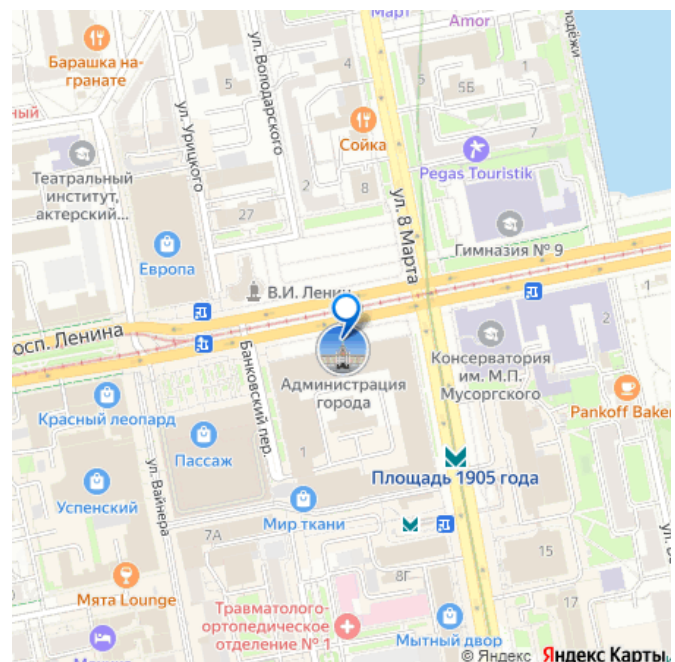 Март
Amor
Барашка на-
гранате
ул. Володарского
5
4
5
5Б
ул. Урицкого
Сойка
7
Театральный
институт,
актерский...
Pegas Touristik
2
8
ул. 8 Марта
27
Гимназия № 9
Европа
В.И. Ленин
2
1
осп. Ленина
Администрация
города
Консерватория
им. М.П.
Мусоргского
Банковский пер.
Красный леопард
Pankoff Baker
Пассаж
1
Площадь 1905 года
ул. Вайнера
Успенский
Мир ткани
7А
15
8Г
Мята Lounge
17
Травматолого-
ортопедическое
отделение № 1
Мытный двор
© Яндекс Яндекс Карты